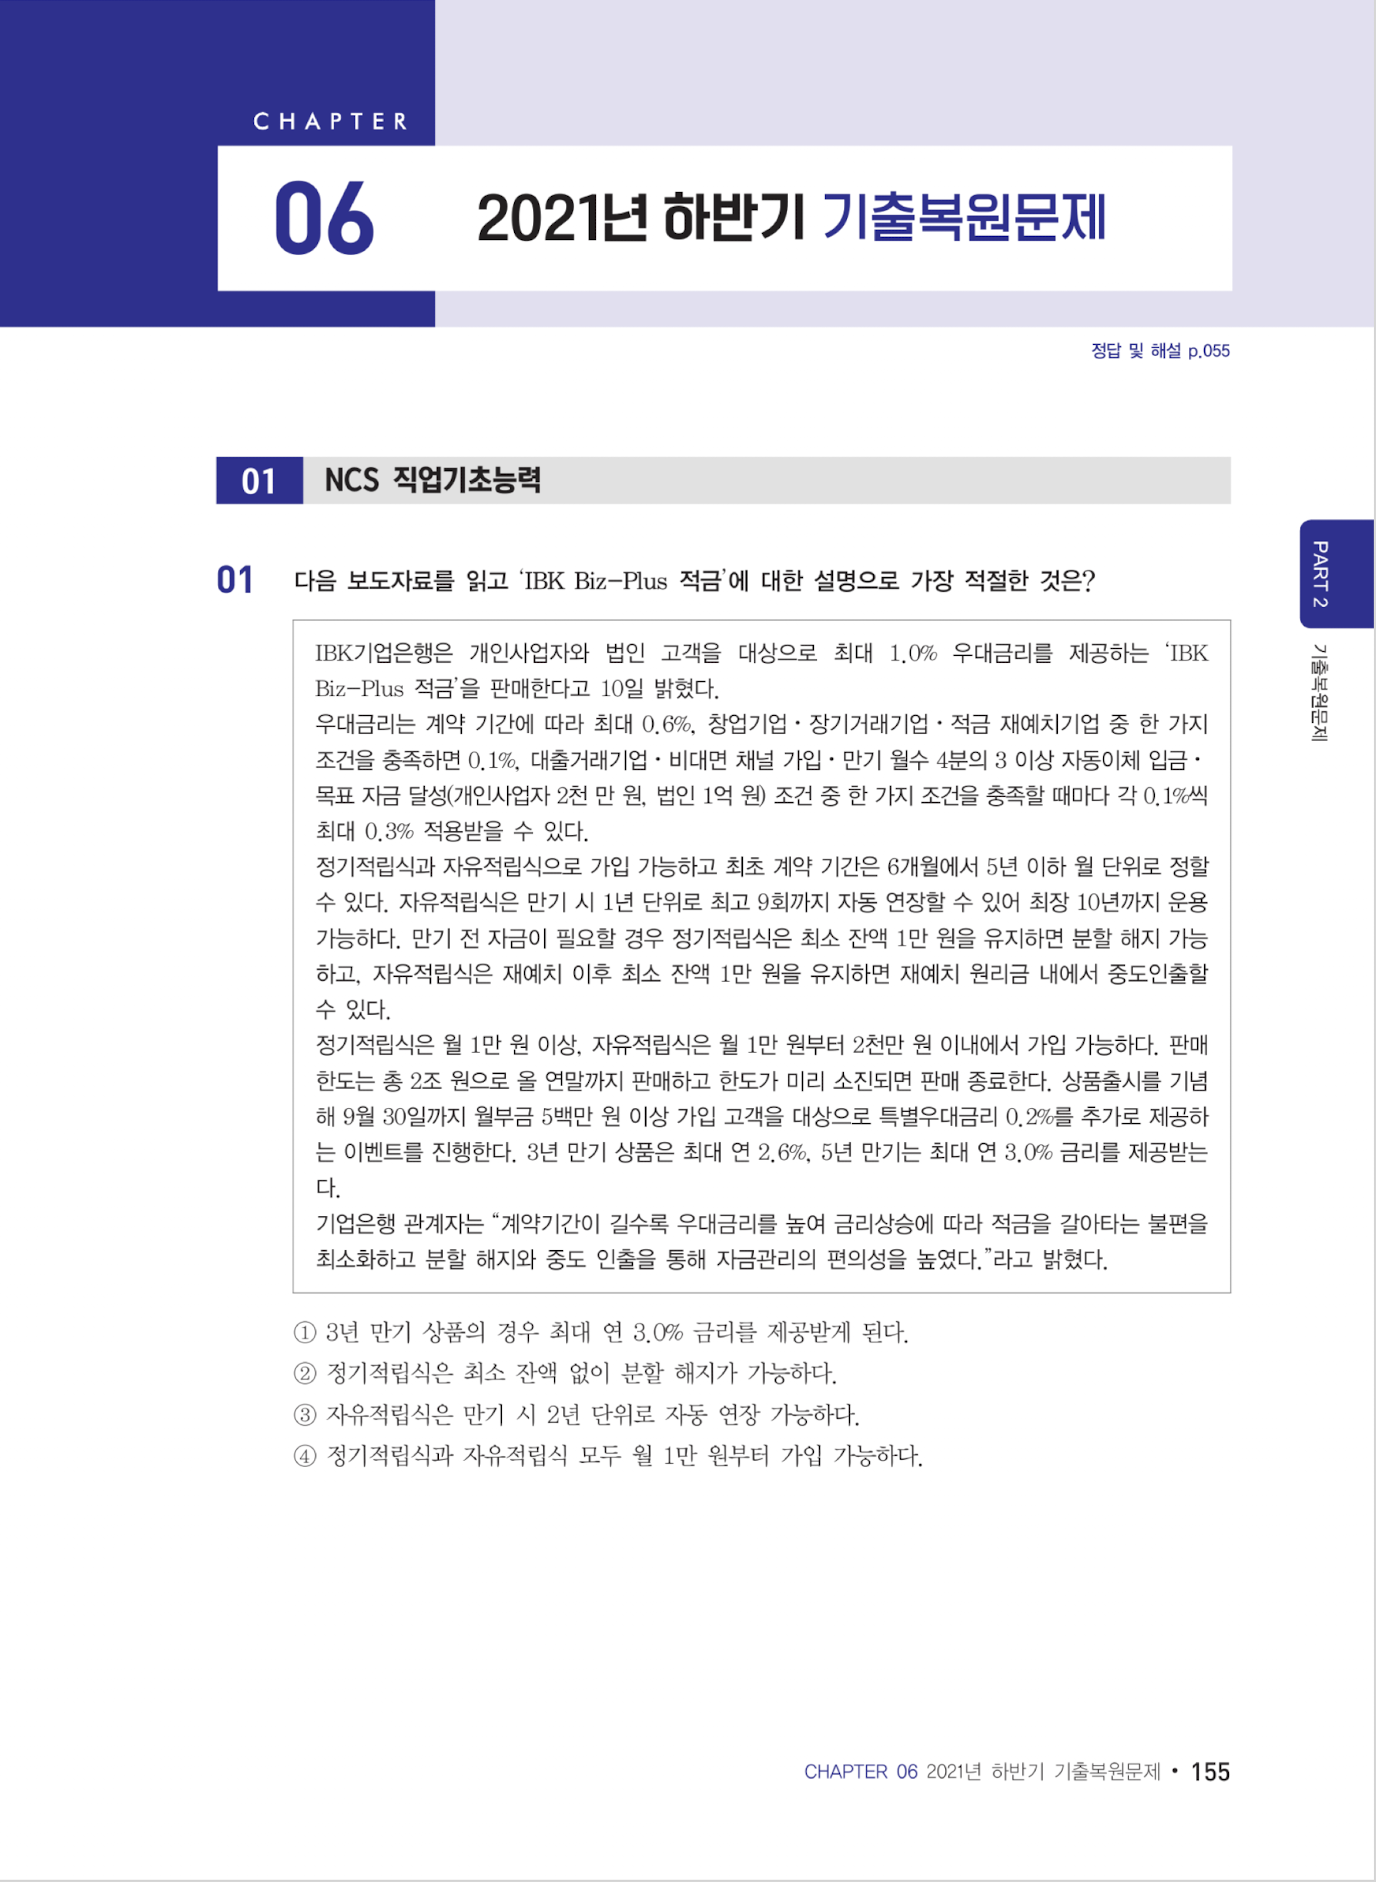 CHAPTER
06
2021년 하반기 기출복원문제
정답 및 해설 p.055
01 NCS 직업기초능력
01 다음 보도자료를 읽고 ‘IBK Biz-Plus 적금’에 대한 설명으로 가장 적절한 것은?
IBK기업은행은 개인사업자와 법인 고객을 대상으로 최대 1.0% 우대금리를 제공하는 ‘IBK
Biz-Plus 적금’을 판매한다고 10일 밝혔다.
우대금리는 계약 기간에 따라 최대 0.6%, 창업기업・장기거래기업・적금 재예치기업 중 한 가지
조건을 충족하면 0.1%, 대출거래기업・비대면 채널 가입・만기 월수 4분의 3 이상 자동이체 입금・
목표 자금 달성(개인사업자 2천 만 원, 법인 1억 원) 조건 중 한 가지 조건을 충족할 때마다 각 0.1%씩
최대 0.3% 적용받을 수 있다.
정기적립식과 자유적립식으로 가입 가능하고 최초 계약 기간은 6개월에서 5년 이하 월 단위로 정할
수 있다. 자유적립식은 만기 시 1년 단위로 최고 9회까지 자동 연장할 수 있어 최장 10년까지 운용
가능하다. 만기 전 자금이 필요할 경우 정기적립식은 최소 잔액 1만 원을 유지하면 분할 해지 가능
하고, 자유적립식은 재예치 이후 최소 잔액 1만 원을 유지하면 재예치 원리금 내에서 중도인출할
수 있다.
정기적립식은 월 1만 원 이상, 자유적립식은 월 1만 원부터 2천만 원 이내에서 가입 가능하다. 판매
한도는 총 2조 원으로 올 연말까지 판매하고 한도가 미리 소진되면 판매 종료한다. 상품출시를 기념
해 9월 30일까지 월부금 5백만 원 이상 가입 고객을 대상으로 특별우대금리 0.2%를 추가로 제공하
는 이벤트를 진행한다. 3년 만기 상품은 최대 연 2.6%, 5년 만기는 최대 연 3.0% 금리를 제공받는
다.
기업은행 관계자는 “계약기간이 길수록 우대금리를 높여 금리상승에 따라 적금을 갈아타는 불편을
최소화하고 분할 해지와 중도 인출을 통해 자금관리의 편의성을 높였다.”라고 밝혔다.
① 3년 만기 상품의 경우 최대 연 3.0% 금리를 제공받게 된다.
② 정기적립식은 최소 잔액 없이 분할 해지가 가능하다.
③ 자유적립식은 만기 시 2년 단위로 자동 연장 가능하다.
④ 정기적립식과 자유적립식 모두 월 1만 원부터 가입 가능하다.
PART 2
기출복원문제
CHAPTER 06 2021년 하반기 기출복원문제 • 155